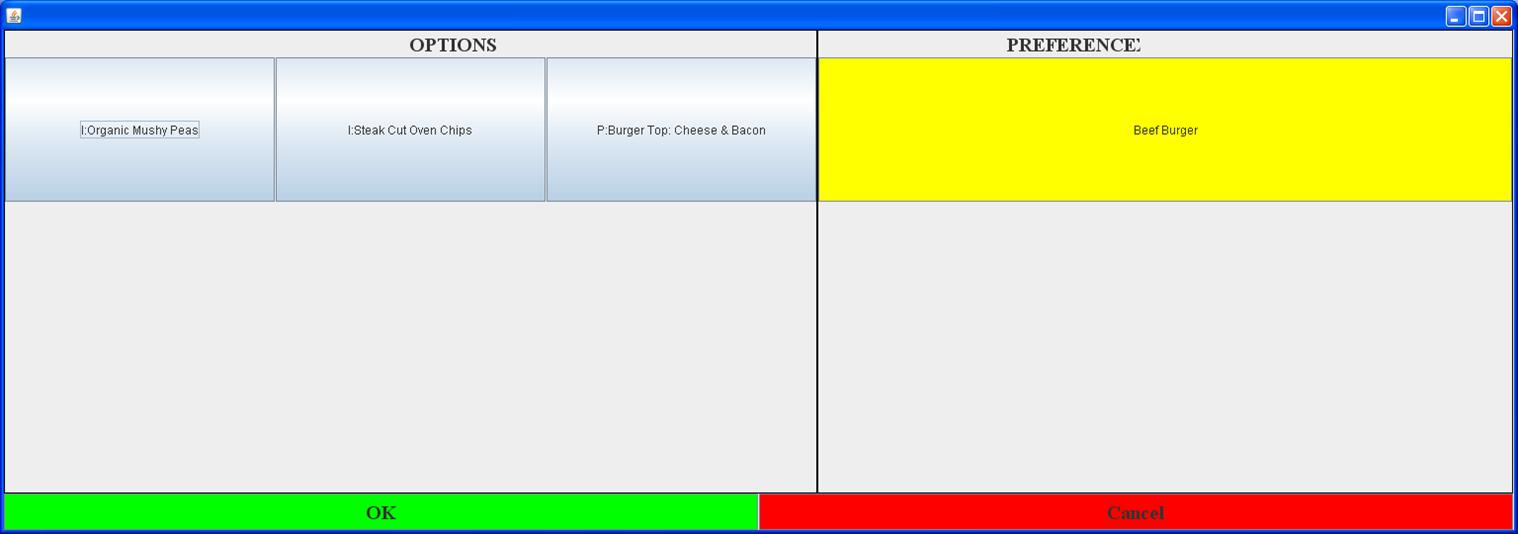 OPTIONS
PREFERENCE
I:Organic Mushy Peas
I:Steak Cut Oven Chips
P:Burger Top: Cheese & Bacon
Beef Burger
OK
Cancel